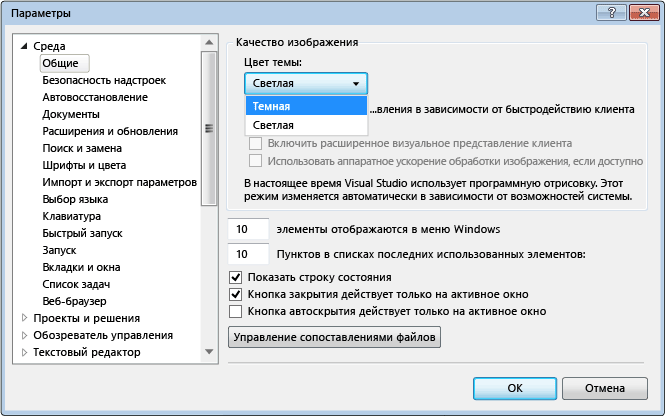 Параметры
Среда
Общие
Безопасность надстроек
Автовосстановление
Документы
Расширения и обновления
Поиск и замена
Шрифты и цвета
Импорт и экспорт параметров
Выбор языка
Клавиатура
Быстрый запуск
Запуск
Вкладки и окна
Список задач
Веб-браузер
Проекты и решения
Обозреватель управления
Текстовый редактор
Качество изображения
Цвет темы:
Светлая
Темная
Светлая
...вления в зависимости от быстродействию клиента
Включить расширенное визуальное представление клиента
Использовать аппаратное ускорение обработки изображения, если доступно
В настоящее время Visual Studio использует программную отрисовку. Этот
режим изменяется автоматически в зависимости от возможностей системы.
10 элементы отображаются в меню Windows
10 Пунктов в списках последних использованных элементов:
Показать строку состояния
Кнопка закрытия действует только на активное окно
Кнопка автоскрытия действует только на активное окно
Управление сопоставлениями файлов
ОК
Отмена